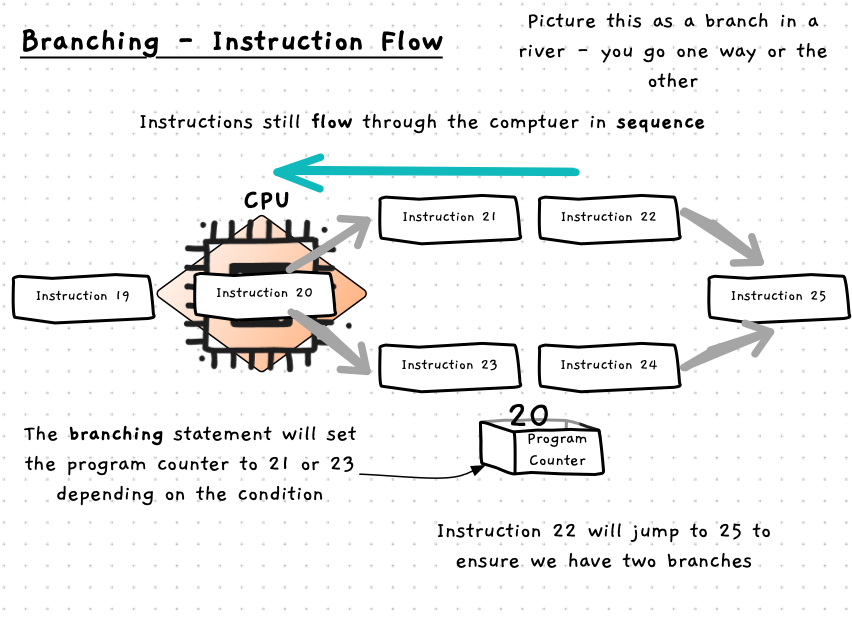 Branching - Instruction Flow
Picture this as a branch in a
river - you go one way or the
other
Instructions still flow through the comptuer in sequence
CPU
Instruction 21
Instruction 22
Instruction 19
Instruction 20
Instruction 25
Instruction 23
Instruction 24
20
Program
Counter
The branching statement will set
the program counter to 21 or 23
depending on the condition
Instruction 22 will jump to 25 to
ensure we have two branches